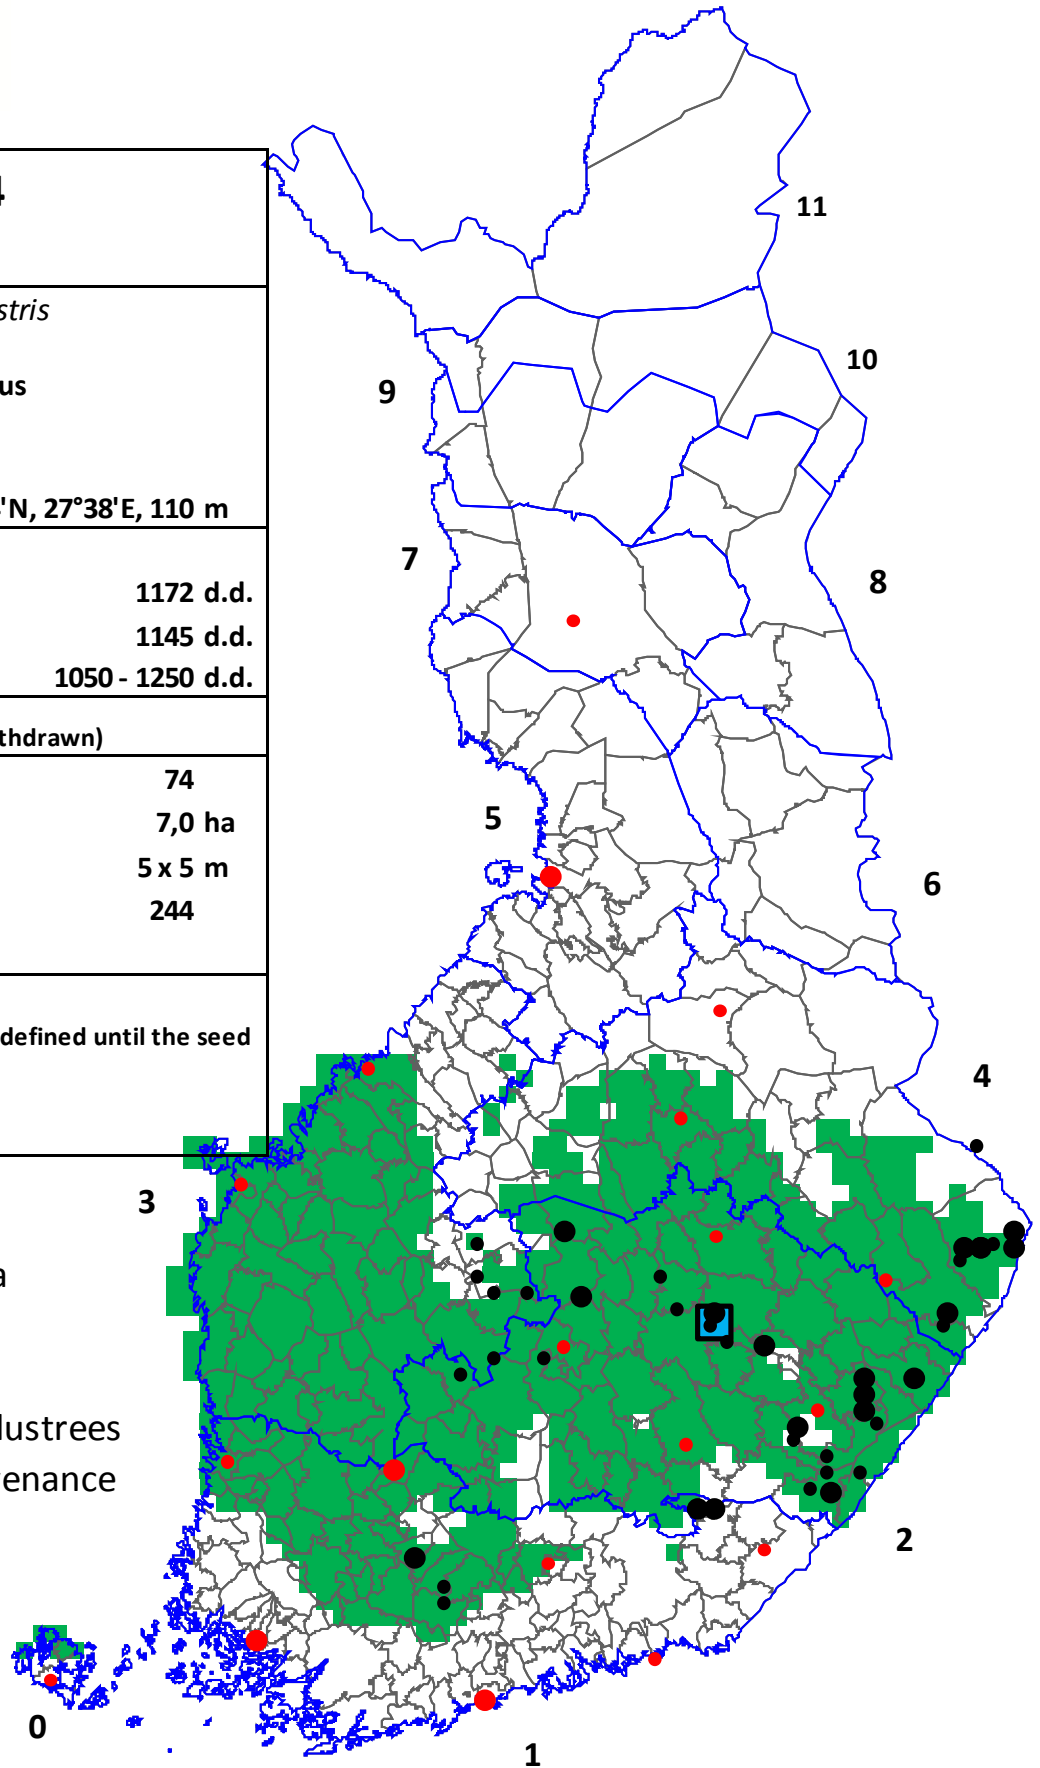 4
stris
us
'N, 27°38'E, 110 m
1172 d.d.
1145 d.d.
1050 - 1250 d.d.
thdrawn)
74
7,0 ha
5 x 5 m
244
defined until the seed
a
lustrees
venance
11
10
9
8
7
6
5
4
3
2
1
0